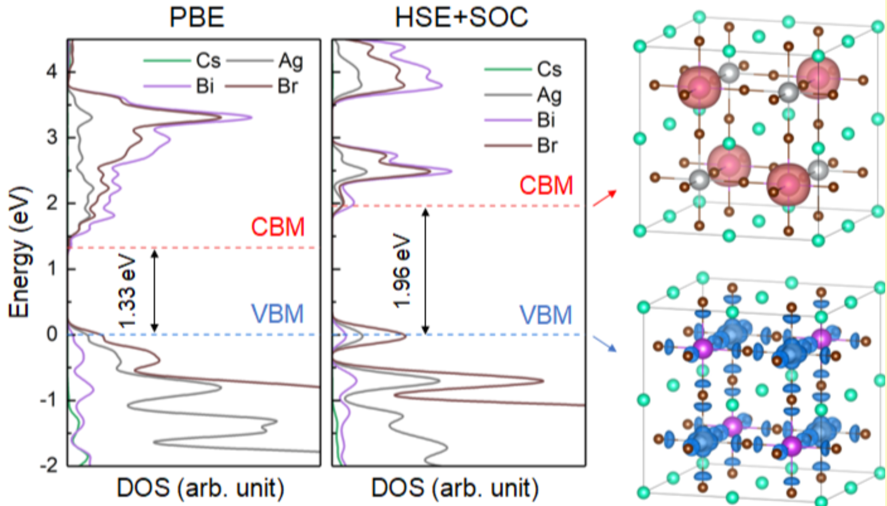 PBE
HSE+SOC
Energy (eV)
4
3
2
1
0
-1
-2
Cs
Ag
Bi
Br
CBM
1.33 eV
VBM
DOS (arb. unit)
Cs
Ag
Bi
Br
CBM
1.96 eV
VBM
DOS (arb. unit)